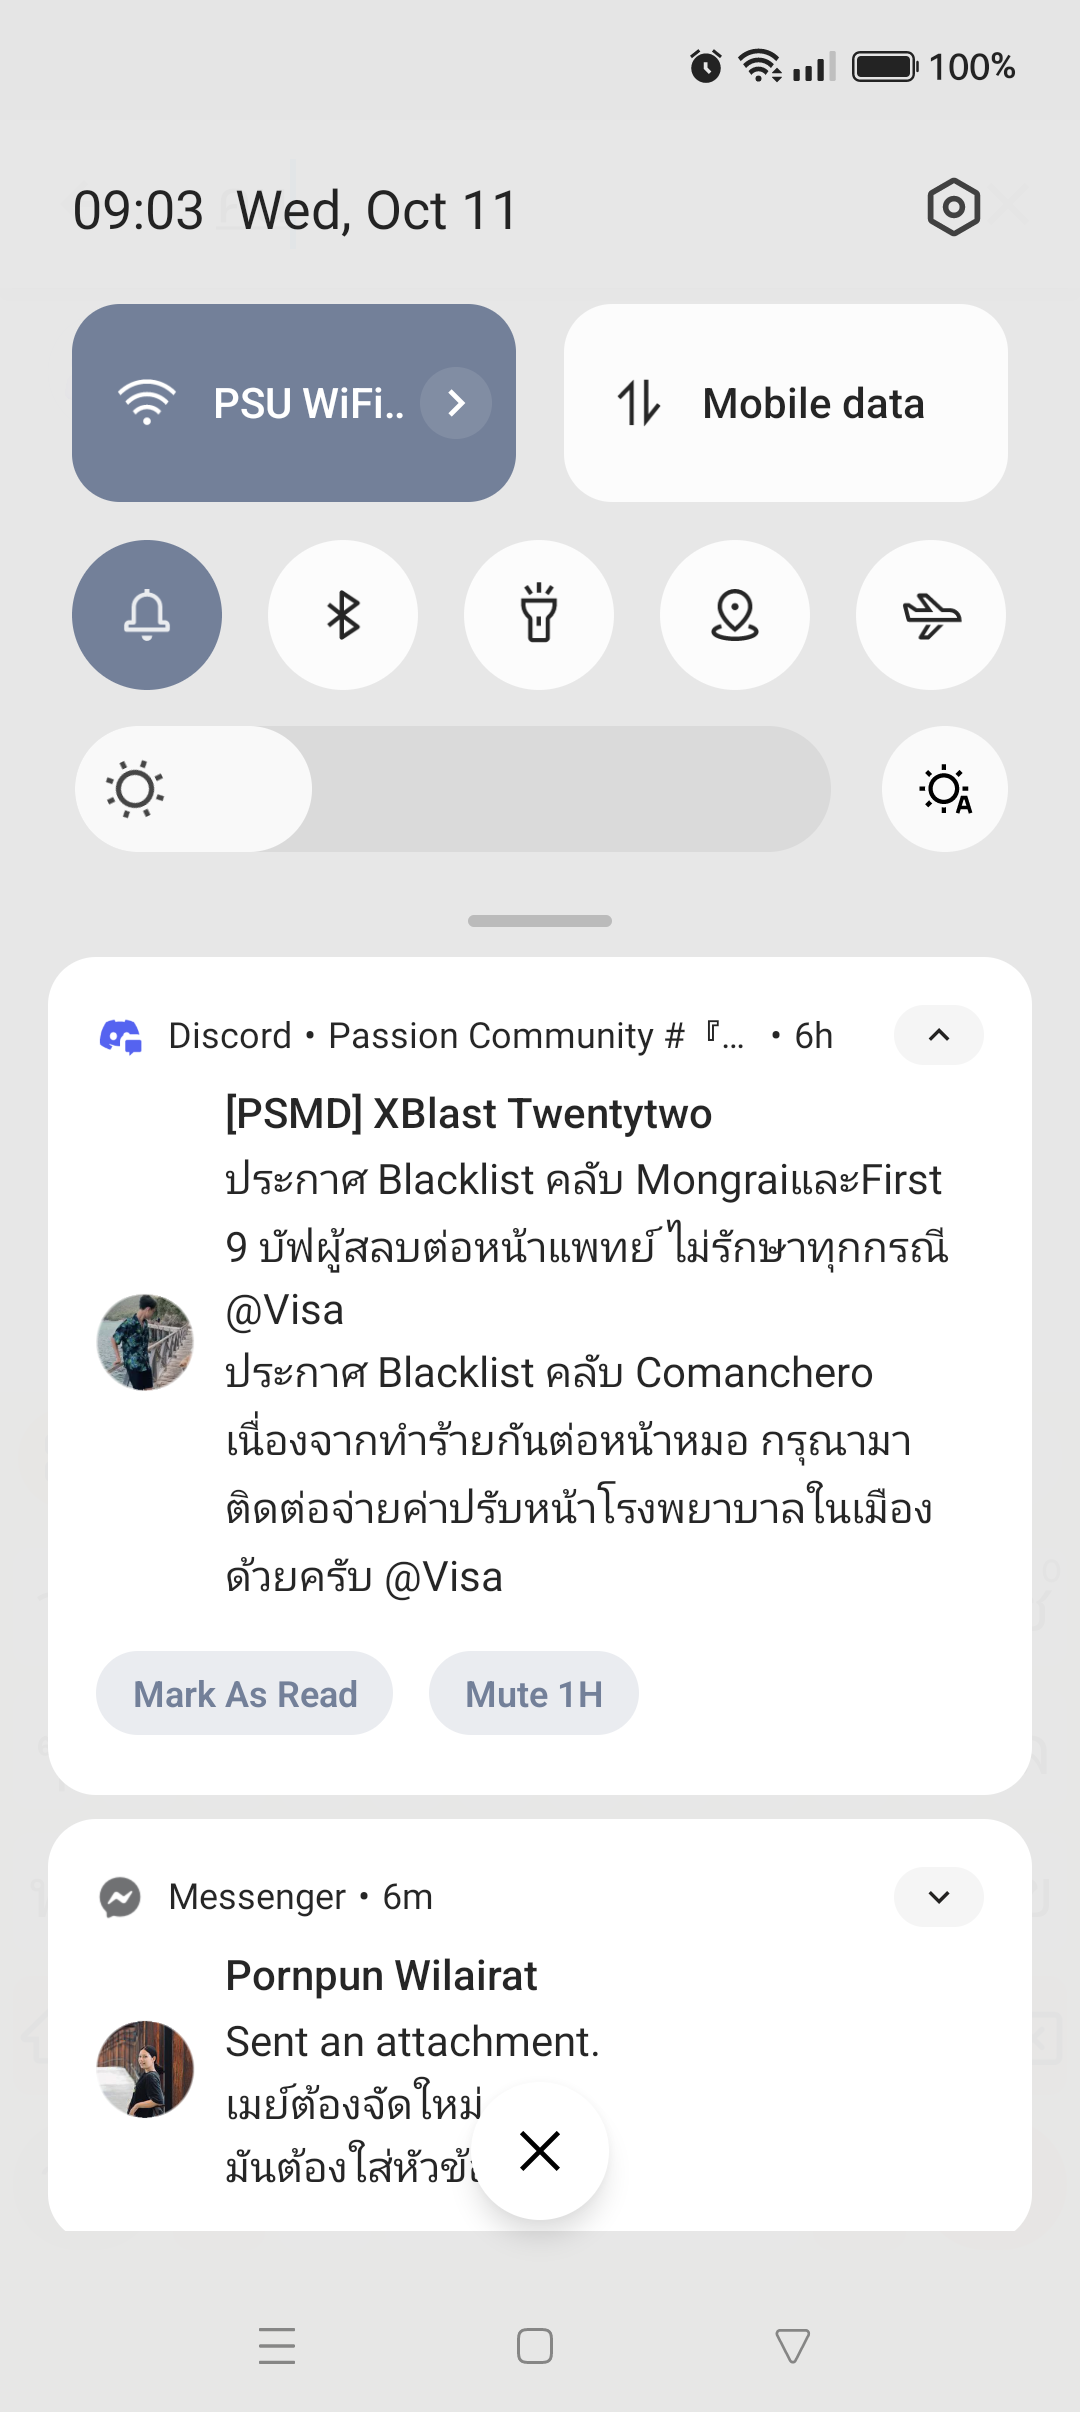 100%
09:03 Wed, Oct 11
PSU WiFi..
Mobile data
A
Discord • Passion Community # 『... • 6h
[PSMD] XBlast Twentytwo
ประกาศ Blacklist คลับ MongraiและFirst
9 บัฟผู้สลบต่อหน้าแพทย์ ไม่รักษาทุกกรณี
@Visa
ประกาศ Blacklist คลับ Comanchero
เนื่องจากทำร้ายกันต่อหน้าหมอ กรุณามา
ติดต่อจ่ายค่าปรับหน้าโรงพยาบาลในเมือง
ด้วยครับ @Visa
Mark As Read
Mute 1H
Messenger • 6m
Pornpun Wilairat
Sent an attachment.
เมย์ต้องจัดใหม่
มันต้องใส่หัวข้